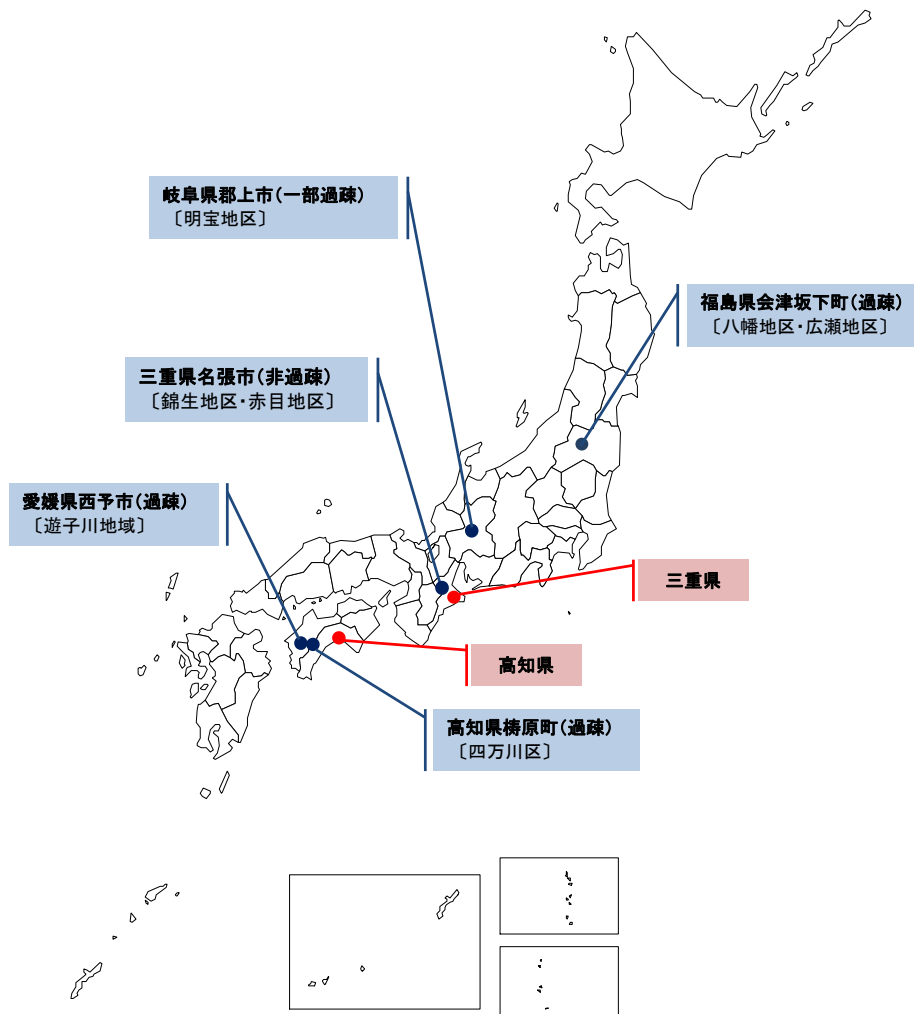 岐阜県郡上市(一部過疎)
〔明宝地区〕
福島県会津坂下町(過疎)
〔八幡地区・広瀬地区〕
三重県名張市(非過疎)
〔錦生地区・赤目地区〕
愛媛県西予市(過疎)
〔遊子川地域〕
三重県
高知県
高知県梼原町(過疎)
〔四万川区〕